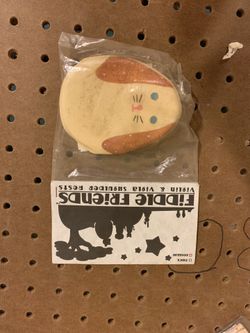 FIDDLE FRIENDS
VIOLIN & VIOLA SHOULDER RESTS